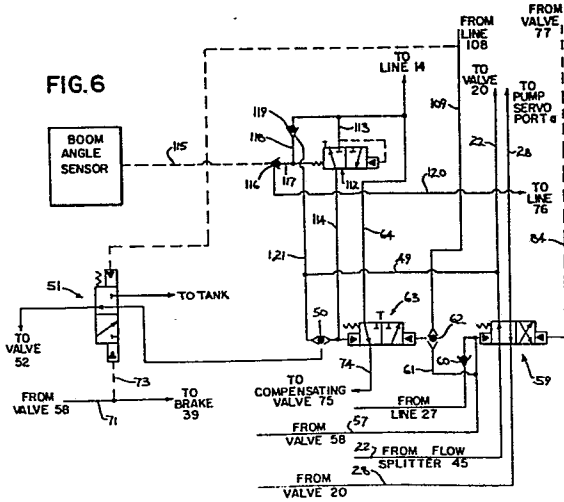 FROM
VALVE
77
FROM
LINE
108
TO
VALVE
20
TO
PUMP
SERVO
PORT a
TO
LINE 14
FIG.6
119
118
113
109
22
28
BOOM
ANGLE
SENSOR
115
116
117
112
120
TO
LINE
76
114
64
121
49
84
51
TO TANK
50
T
63
62
60
59
61
TO
VALVE
52
73
74
TO
COMPENSATING
VALVE 75
FROM
LINE 27
FROM
VALVE 58
71
TO
BRAKE
39
FROM
VALVE 58
57
22
FROM FLOW
SPLITTER 45
28
FROM
VALVE 20